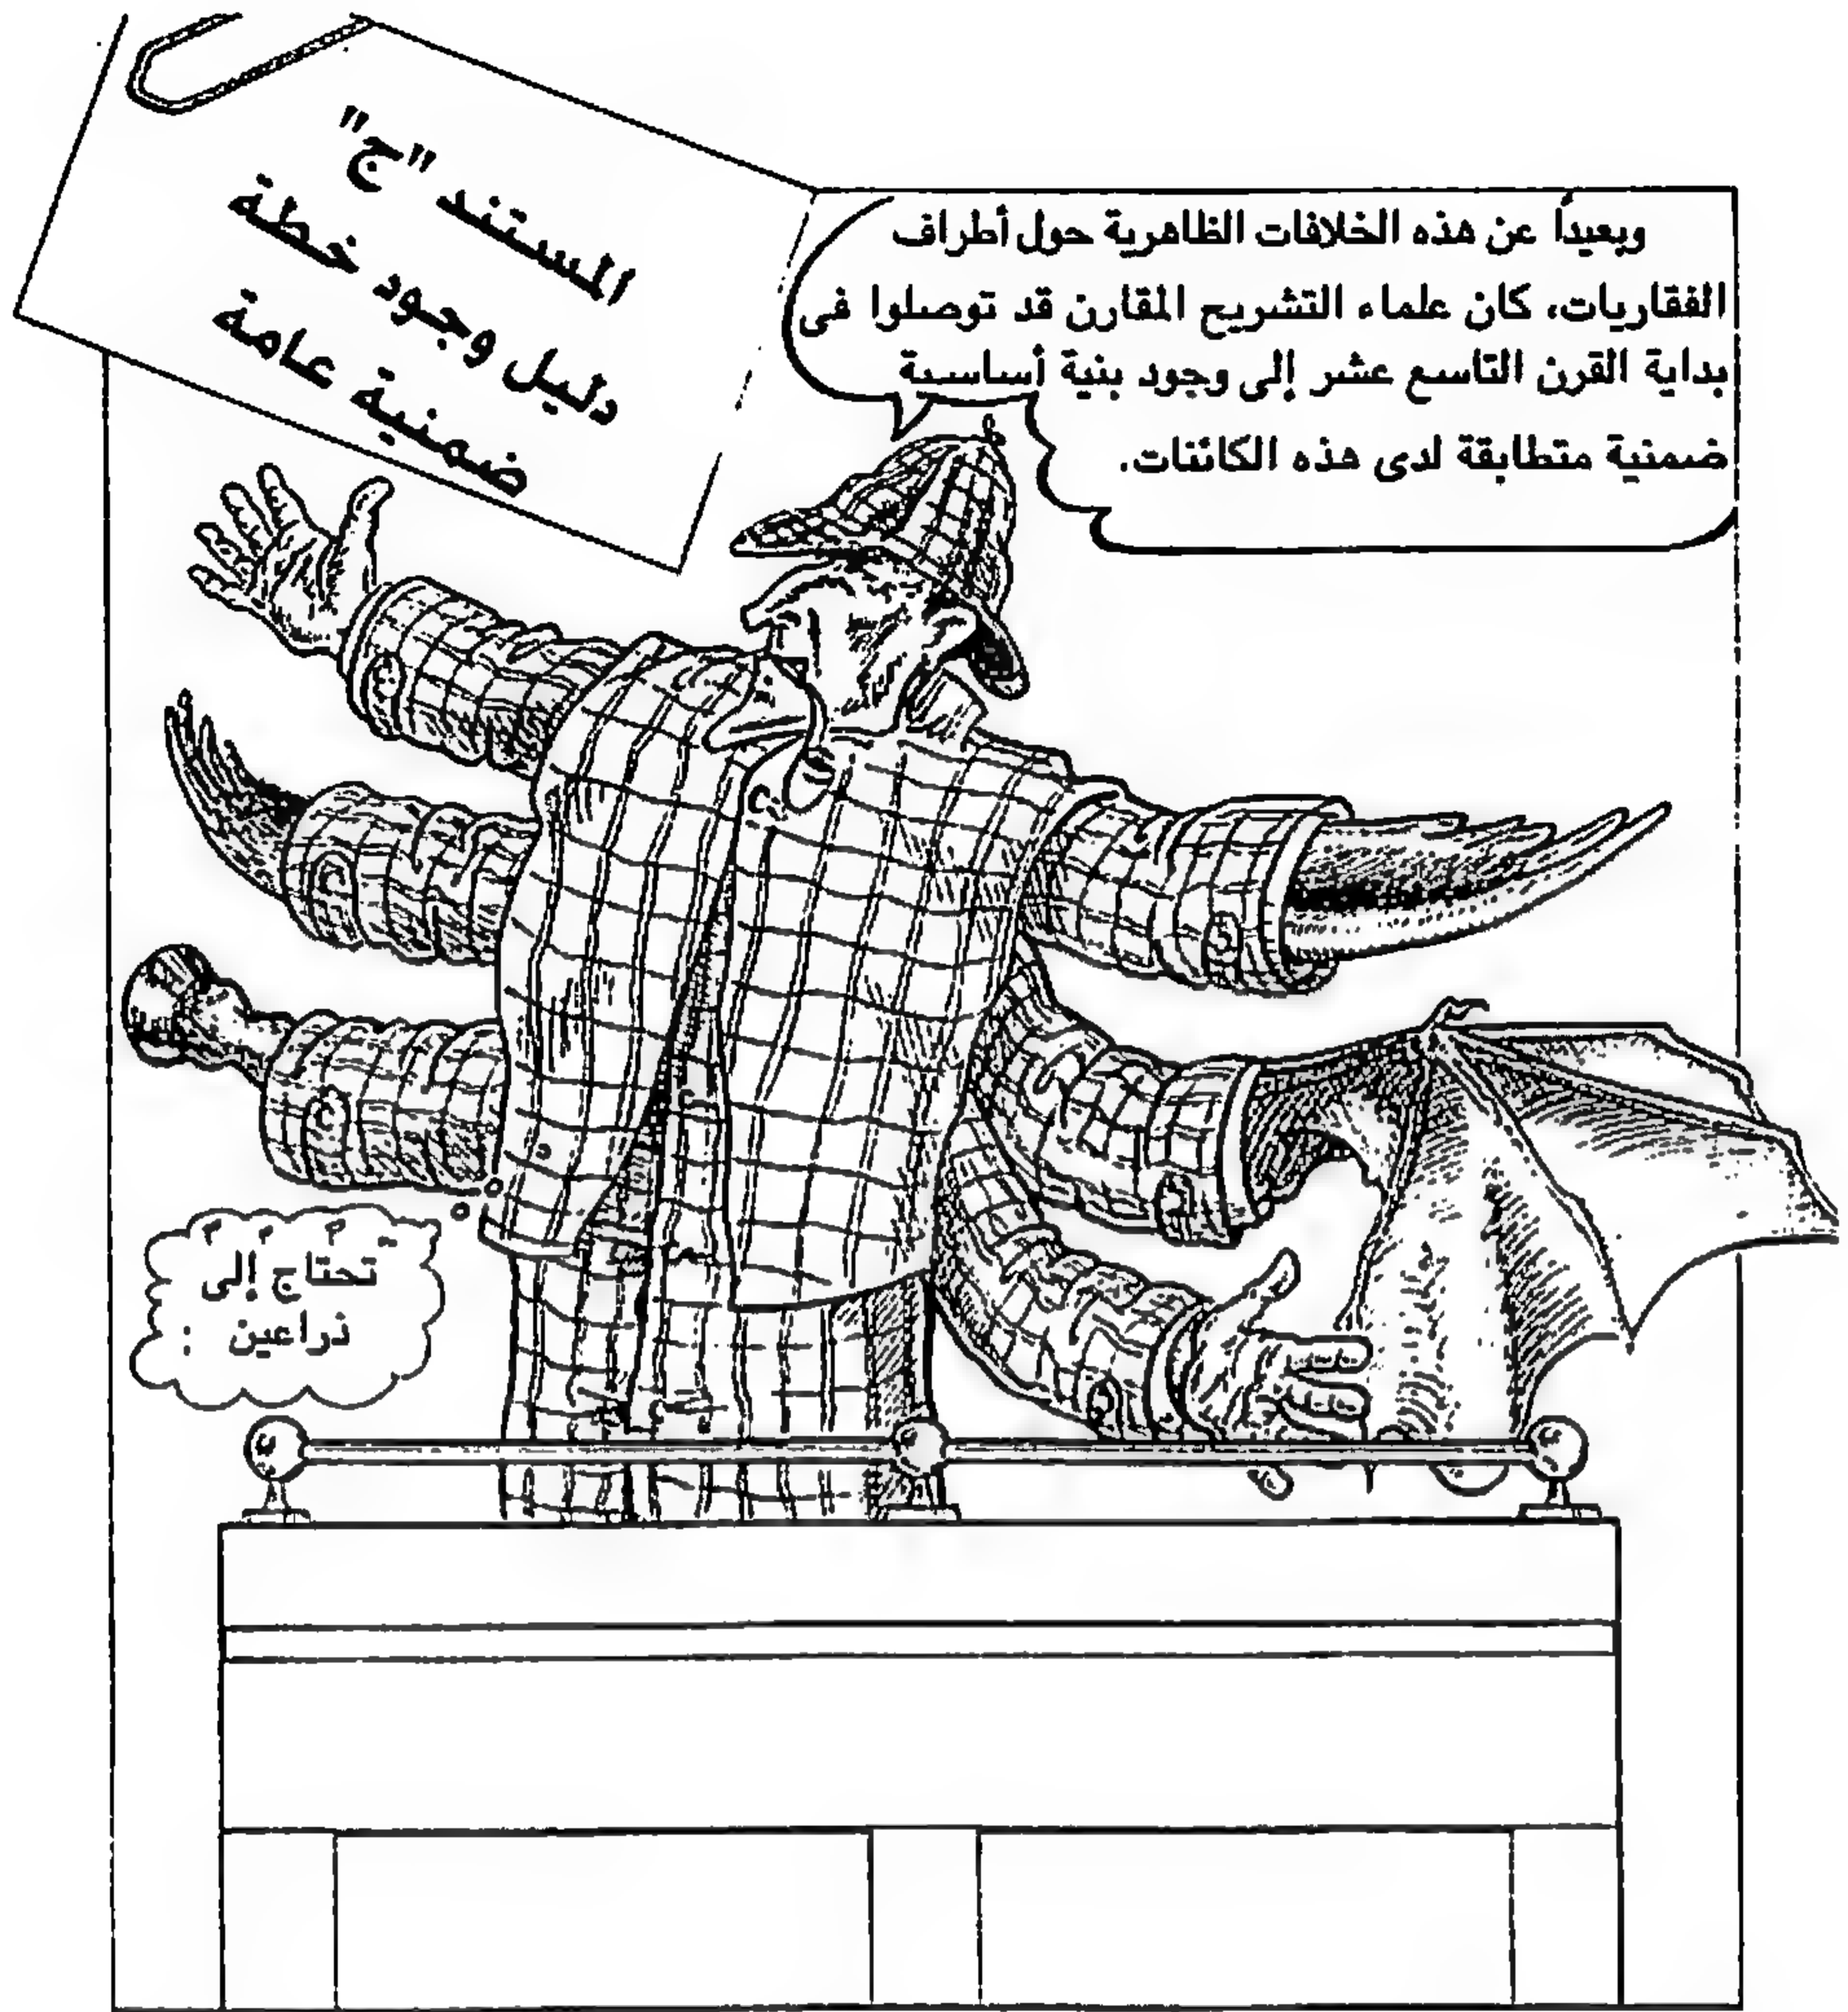 المستند "ج"
دليل وجود خطة
ضمنية عامة
وبعيداً عن هذه الخلافات الظاهرية حول أطراف
الفقاريات، كان علماء التشريح المقارن قد توصلوا فى
بداية القرن التاسع عشر إلى وجود بنية أساسية
ضمنية متطابقة لدى هذه الكائنات.
تحتاج إلى
ذراعين